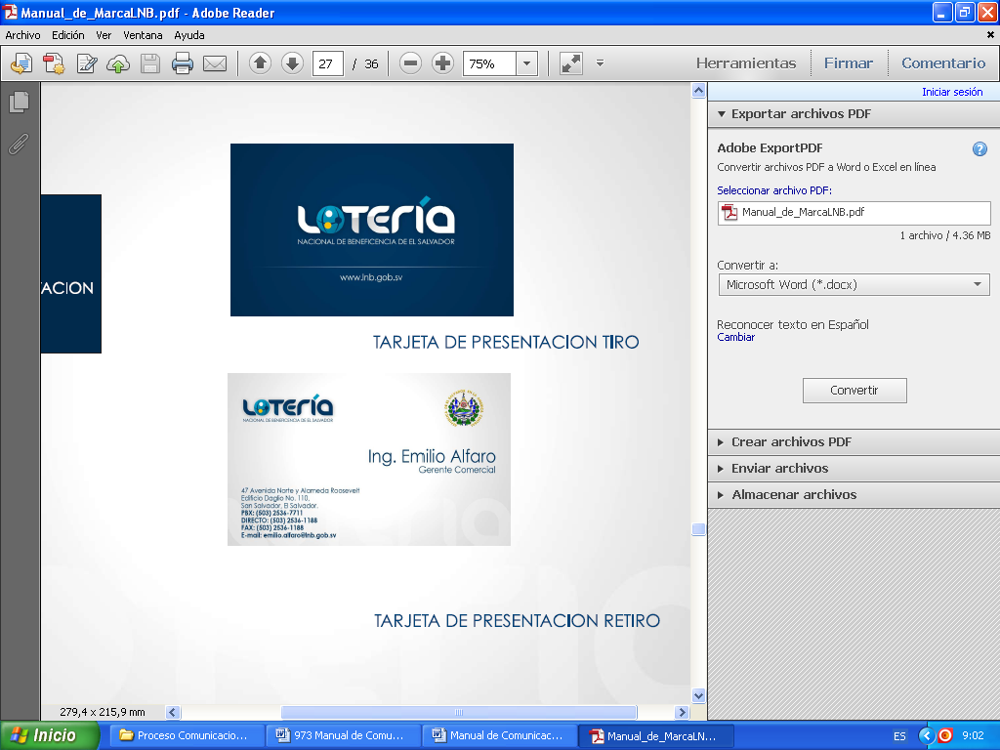 Manual_de_MarcaLNB.pdf - Adobe Reader
Archivo Edición Ver Ventana Ayuda
27 / 36 75% Herramientas Firmar Comentario
Iniciar sesión
Exportar archivos PDF
Adobe ExportPDF
Convertir archivos PDF a Word o Excel en línea
Seleccionar archivo PDF:
Manual_de_MarcaLNB.pdf
1 archivo / 4.36 MB
Convertir a:
Microsoft Word (*.docx)
Reconocer texto en Español
Cambiar
Convertir
Crear archivos PDF
Enviar archivos
Almacenar archivos
TACION
LOTERÍA
NACIONAL DE BENEFICENCIA DE EL SALVADOR
www.lnb.gob.sv
TARJETA DE PRESENTACION TIRO
LOTERÍA
NACIONAL DE BENEFICENCIA DE EL SALVADOR
Ing. Emilio Alfaro
Gerente Comercial
47 Avenida Norte y Alameda Roosevelt
Edificio Daglio No. 110,
San Salvador, El Salvador.
PBX: (503) 2536-7711
DIRECTO: (503) 2536-1188
FAX: (503) 2536-1188
E-mail: emilio.alfaro@lnb.gob.sv
TARJETA DE PRESENTACION RETIRO
279,4 x 215,9 mm
Inicio Proceso Comunicacio... 973 Manual de Comu... Manual de Comunicac... Manual_de_MarcaLN... ES 9:02